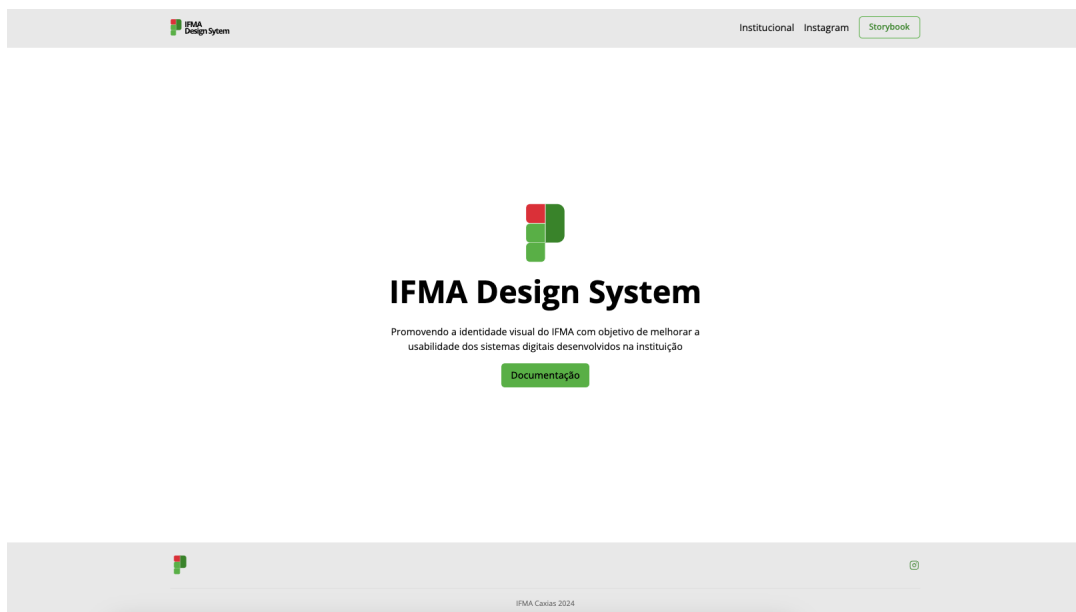 IFMA
Design Sytem
Institucional Instagram Storybook
IFMA Design System
Promovendo a identidade visual do IFMA com objetivo de melhorar a
usabilidade dos sistemas digitais desenvolvidos na instituição
Documentação
IFMA Caxias 2024